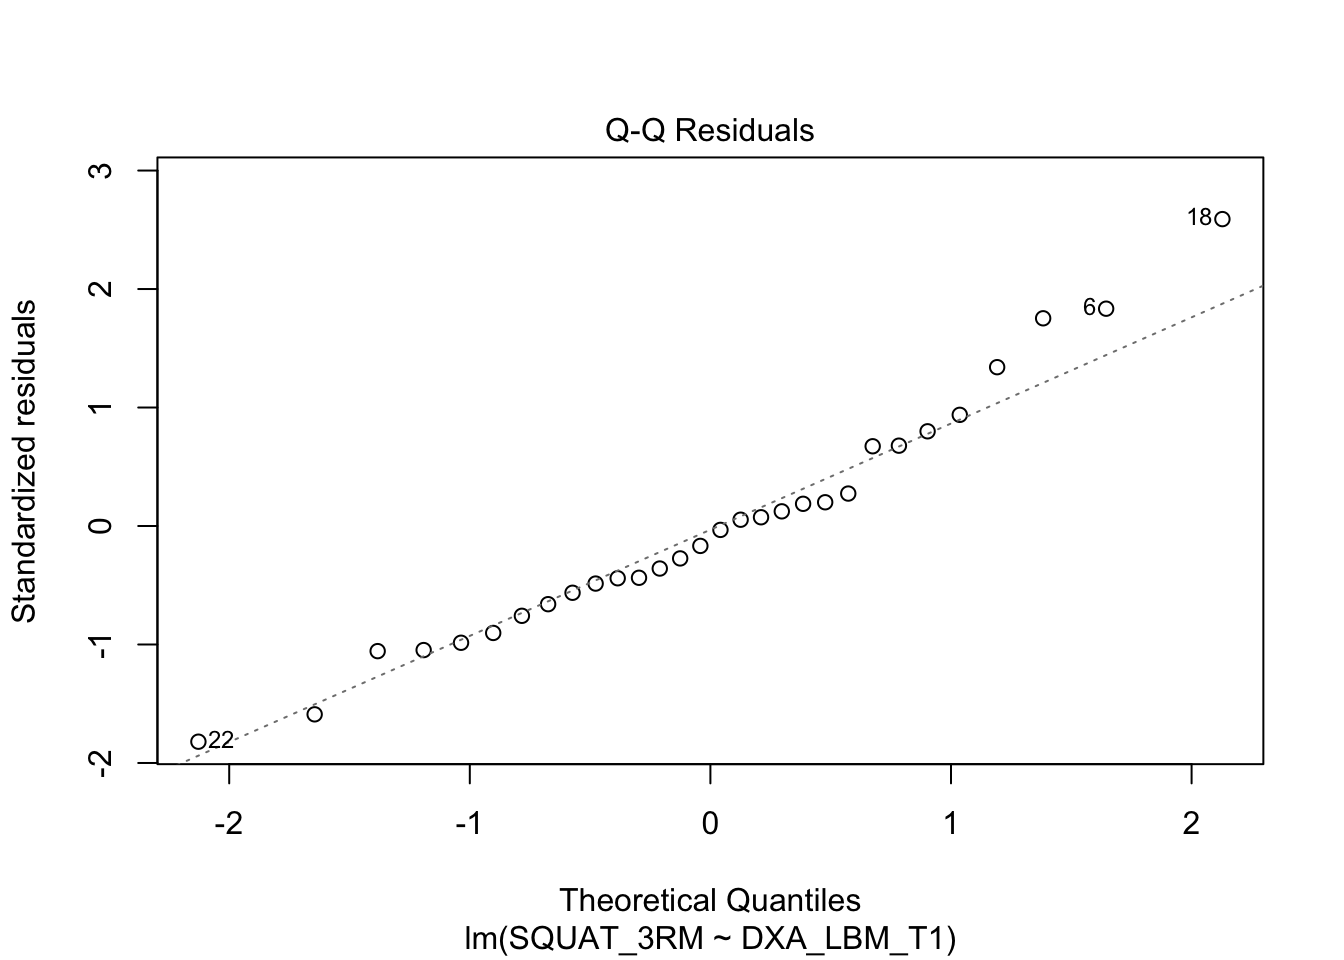 Q-Q Residuals
3
2
1
0
-1
-2
Standardized residuals
18
6
22
-2 -1 0 1 2
Theoretical Quantiles
lm(SQUAT_3RM ~ DXA_LBM_T1)